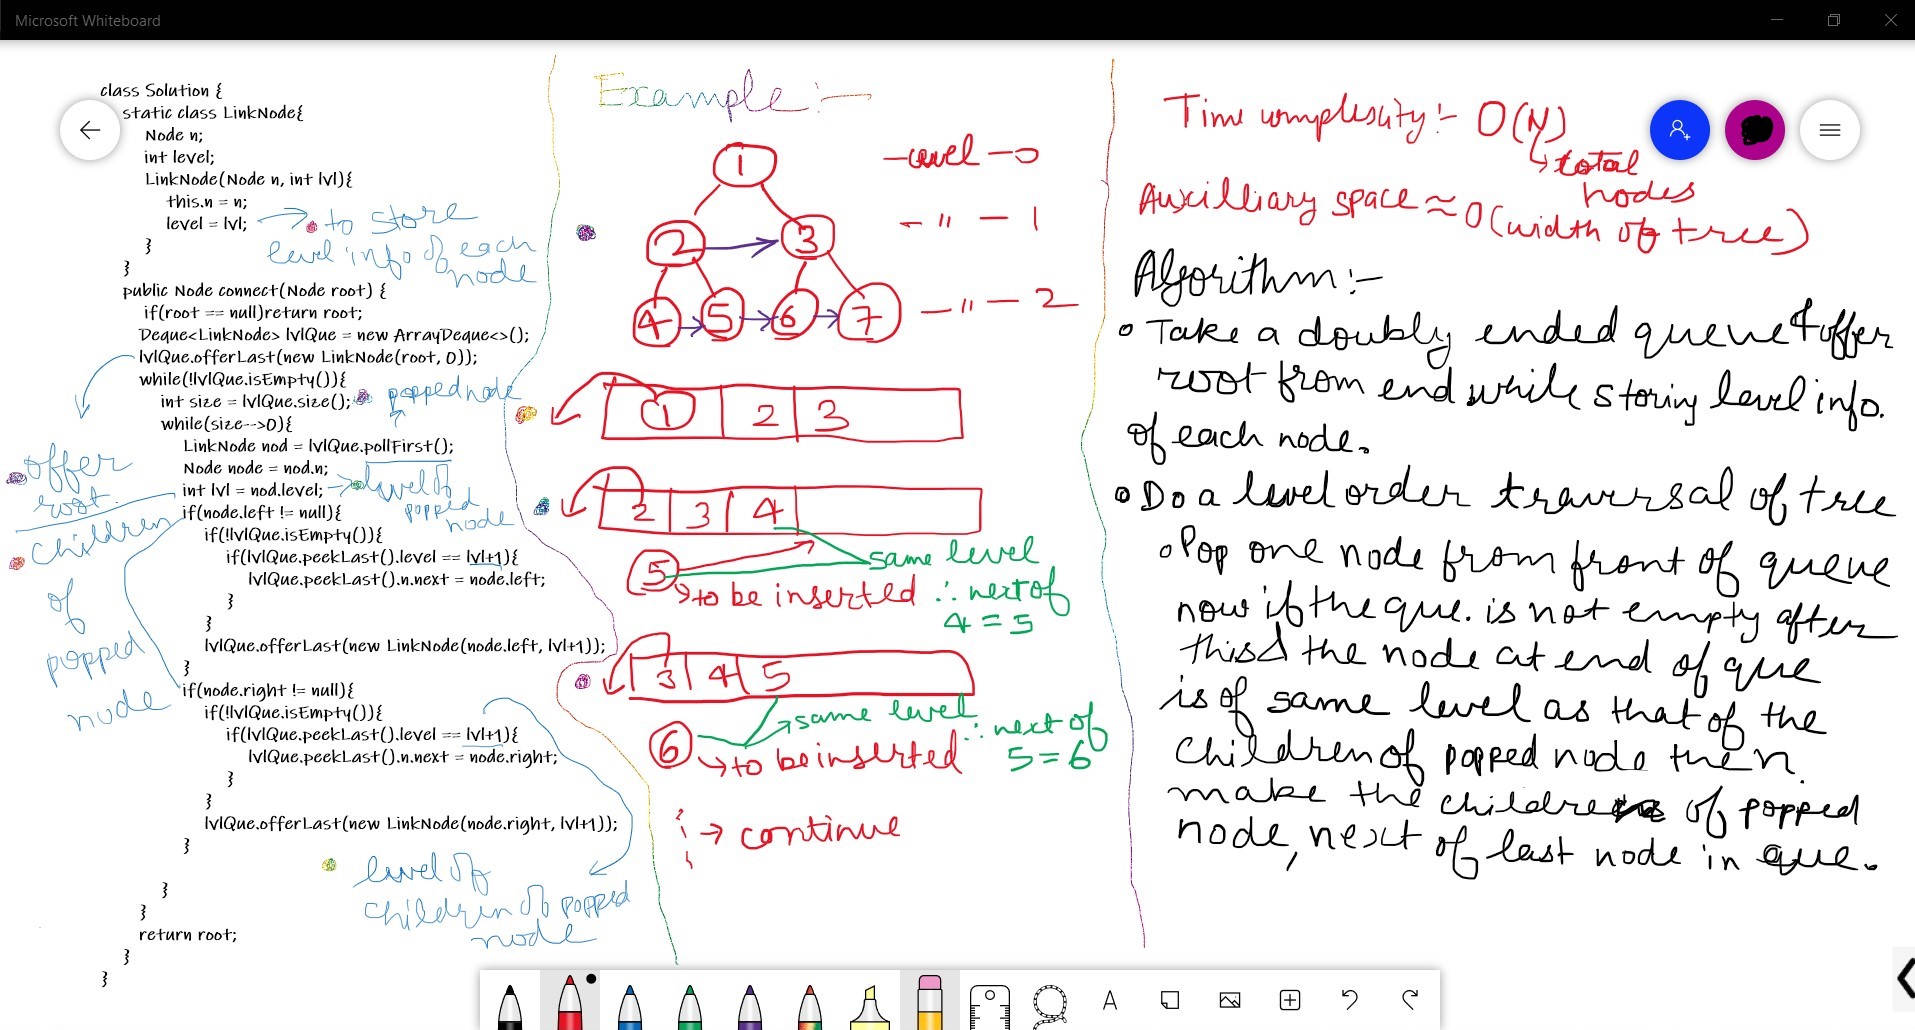 Microsoft Whiteboard
class Solution {
static class LinkNode{
Node n;
int level;
LinkNode(Node n, int lvl){
this.n = n;
level = lvl;
}
}
public Node connect(Node root) {
if(root == null)return root;
Deque<LinkNode> lvlQue = new ArrayDeque<>();
lvlQue.offerLast(new LinkNode(root, 0));
while(!lvlQue.isEmpty()){
int size = lvlQue.size();
while(size-->0){
LinkNode nod = lvlQue.pollFirst();
Node node = nod.n;
int lvl = nod.level;
if(node.left != null){
if(!lvlQue.isEmpty()){
if(lvlQue.peekLast().level == lvl+1){
lvlQue.peekLast().n.next = node.left;
}
}
lvlQue.offerLast(new LinkNode(node.left, lvl+1));
}
if(node.right != null){
if(!lvlQue.isEmpty()){
if(lvlQue.peekLast().level == lvl+1){
lvlQue.peekLast().n.next = node.right;
}
}
lvlQue.offerLast(new LinkNode(node.right, lvl+1));
}
}
}
return root;
}
}
to store
level info of each
node
popped node
level of
popped
node
offer
root
children
of
popped
node
level of
children of popped
node
Example :-
1
level - 0
2 3
- " - 1
4 5 6 7
- " - 2
1 2 3
2 3 4
5
same level
to be inserted ∴ next of
4 = 5
3 4 5
same level
∴ next of
6
to be inserted
5 = 6
→ continue
Time complexity :- O(N)
total
nodes
Auxilliary space ≈ O(width of tree)
Algorithm :-
Take a doubly ended queue & offer
root from end while storing level info.
of each node.
Do a level order traversal of tree
Pop one node from front of queue
now if the que. is not empty after
this & the node at end of que
is of same level as that of the
children of popped node then
make the children of popped
node, next of last node in que.
A